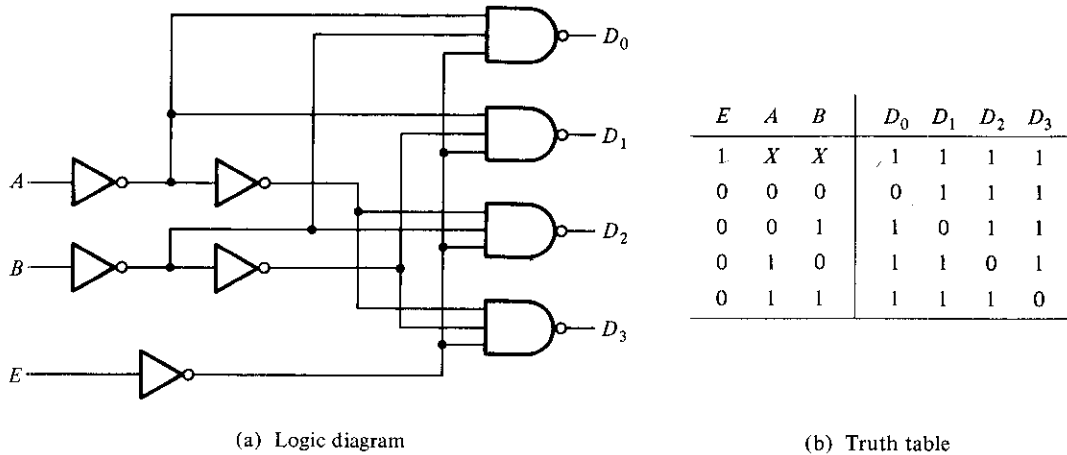 D0
D1
A
D2
B
D3
E
(a) Logic diagram
E A B D0 D1 D2 D3
1 X X 1 1 1 1
0 0 0 0 1 1 1
0 0 1 1 0 1 1
0 1 0 1 1 0 1
0 1 1 1 1 1 0
(b) Truth table